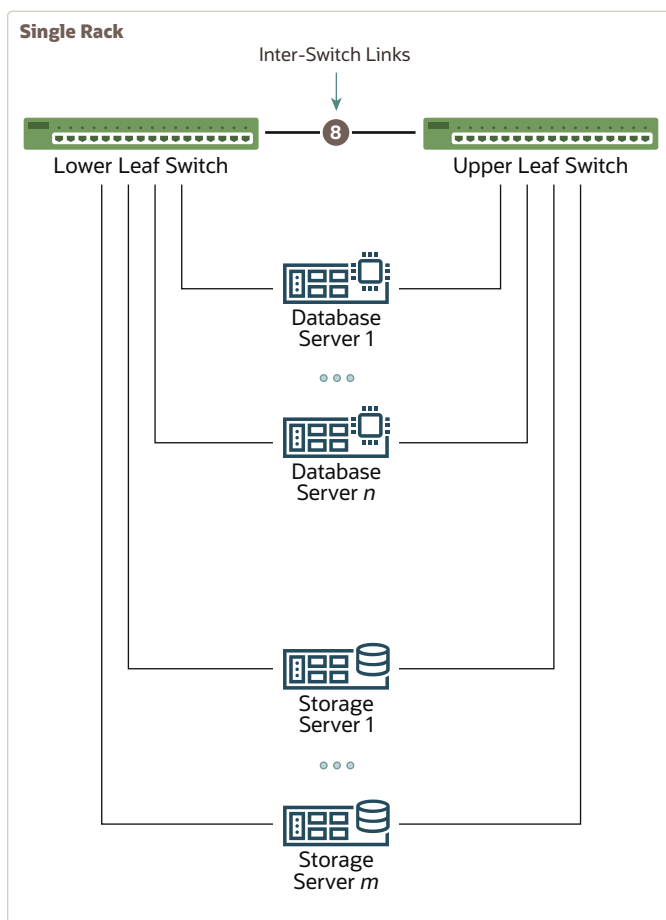 Single Rack
Inter-Switch Links
8
Lower Leaf Switch
Upper Leaf Switch
Database
Server 1
Database
Server n
Storage
Server 1
Storage
Server m